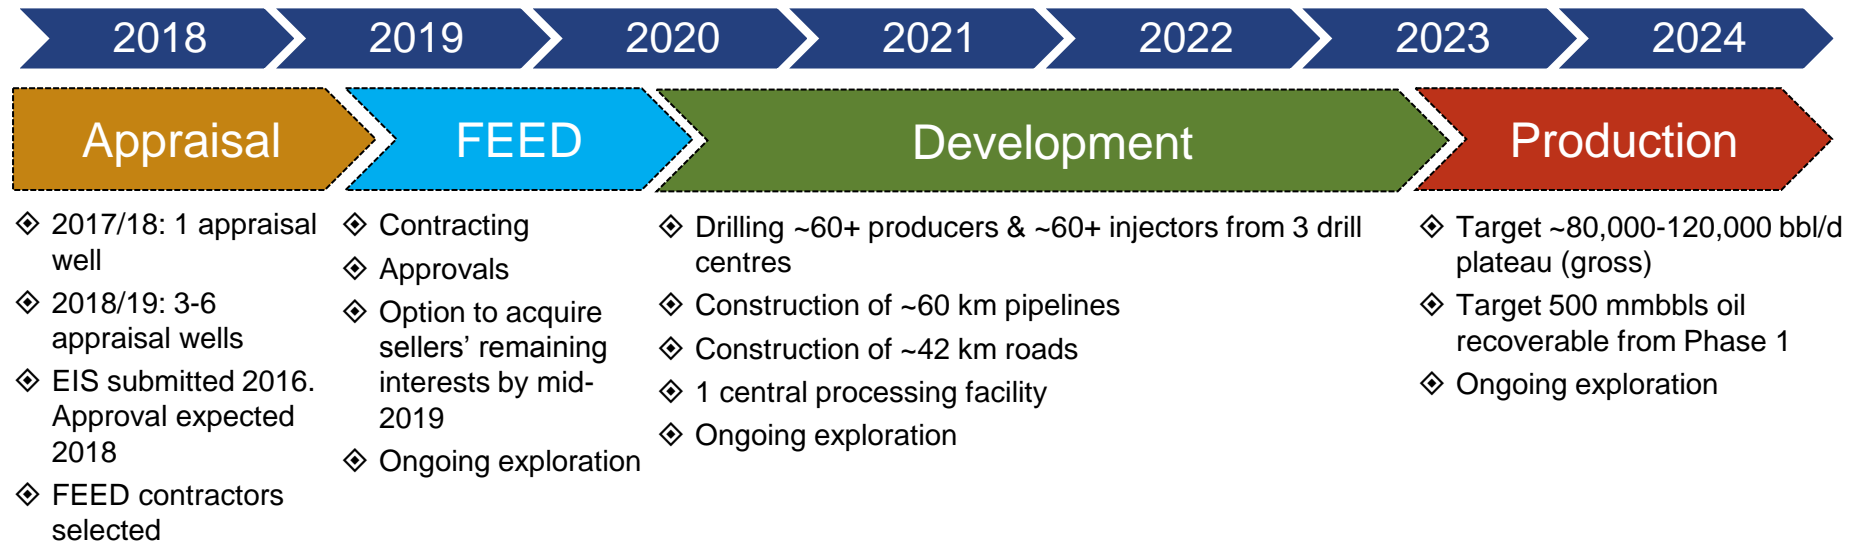 2018 2019 2020 2021 2022 2023 2024
Appraisal
FEED
Development
Production
2017/18: 1 appraisal
well
2018/19: 3-6
appraisal wells
EIS submitted 2016.
Approval expected
2018
FEED contractors
selected
Contracting
Approvals
Option to acquire
sellers’ remaining
interests by mid-
2019
Ongoing exploration
Drilling ~60+ producers & ~60+ injectors from 3 drill
centres
Construction of ~60 km pipelines
Construction of ~42 km roads
1 central processing facility
Ongoing exploration
Target ~80,000-120,000 bbl/d
plateau (gross)
Target 500 mmbbls oil
recoverable from Phase 1
Ongoing exploration